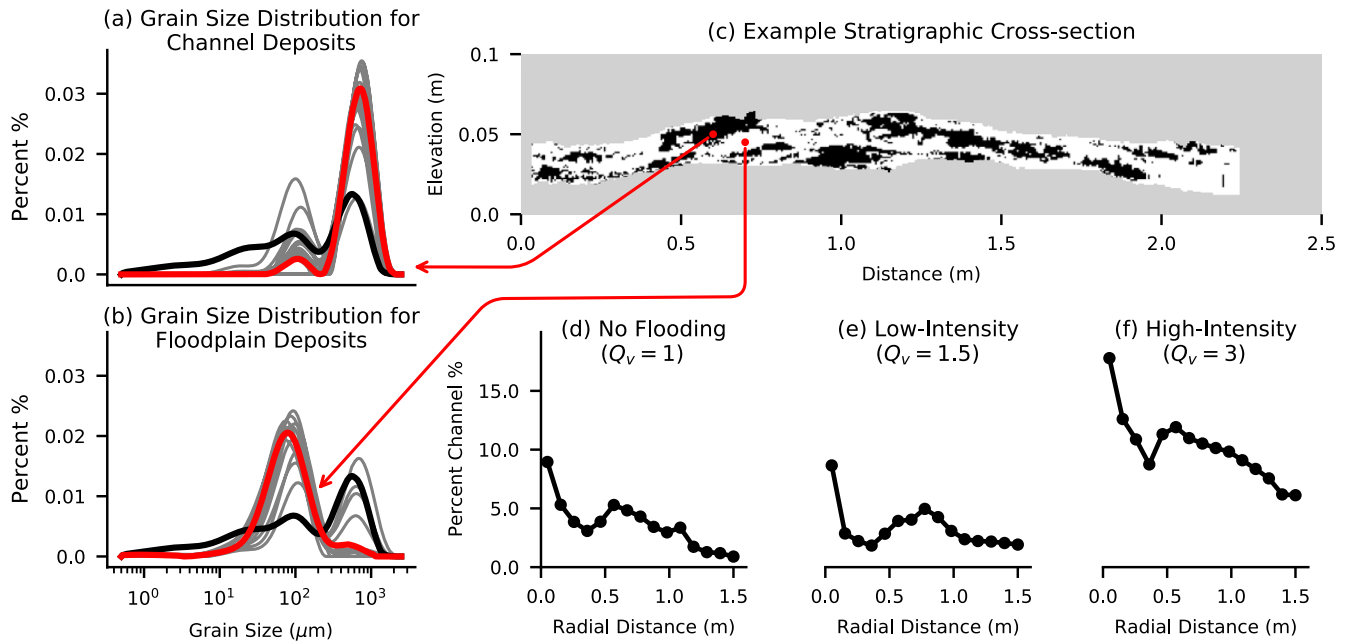 (a) Grain Size Distribution for
Channel Deposits
Percent %
0.03
0.02
0.01
0.0
(b) Grain Size Distribution for
Floodplain Deposits
Percent %
0.03
0.02
0.01
0.0
10⁰ 10¹ 10² 10³
Grain Size (μm)
(c) Example Stratigraphic Cross-section
Elevation (m)
0.1
0.05
0.0
0.0 0.5 1.0 1.5 2.0 2.5
Distance (m)
(d) No Flooding
(Q_v = 1)
Percent Channel %
15.0
10.0
5.0
0.0
0.0 0.5 1.0 1.5
Radial Distance (m)
(e) Low-Intensity
(Q_v = 1.5)
0.0 0.5 1.0 1.5
Radial Distance (m)
(f) High-Intensity
(Q_v = 3)
0.0 0.5 1.0 1.5
Radial Distance (m)